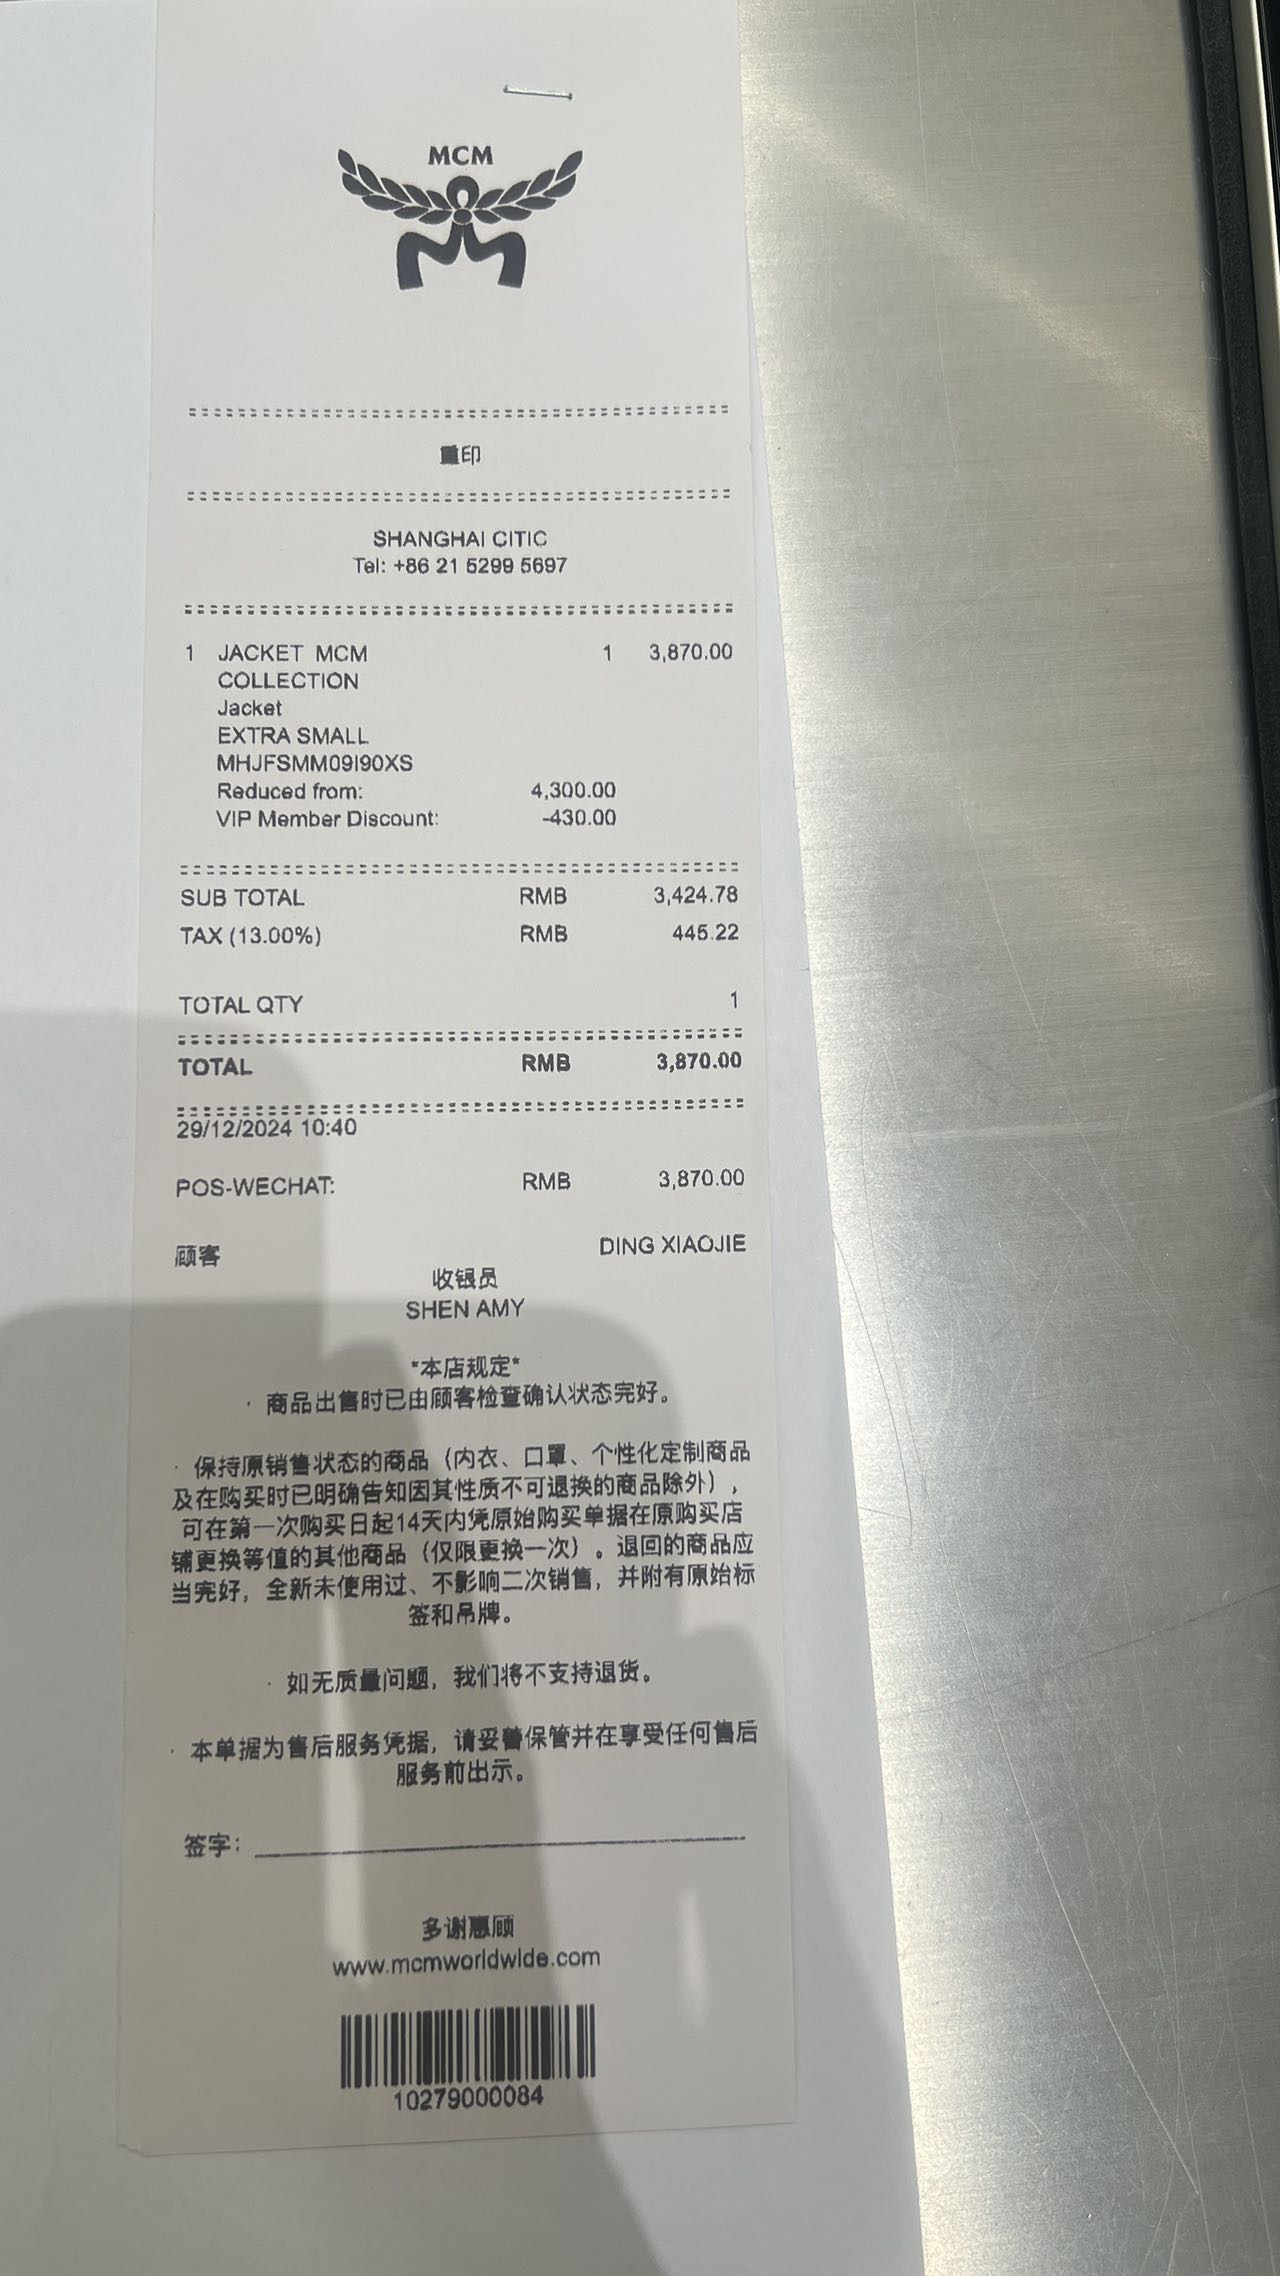 MCM
重印
SHANGHAI CITIC
Tel: +86 21 5299 5697
1 JACKET MCM 1 3,870.00
COLLECTION
Jacket
EXTRA SMALL
MHJFSMM09I90XS
Reduced from: 4,300.00
VIP Member Discount: -430.00
SUB TOTAL RMB 3,424.78
TAX (13.00%) RMB 445.22
TOTAL QTY 1
TOTAL RMB 3,870.00
29/12/2024 10:40
POS-WECHAT: RMB 3,870.00
顾客 DING XIAOJIE
收银员
SHEN AMY
*本店规定*
· 商品出售时已由顾客检查确认状态完好。
· 保持原销售状态的商品（内衣、口罩、个性化定制商品
及在购买时已明确告知因其性质不可退换的商品除外），
可在第一次购买日起14天内凭原始购买单据在原购买店
铺更换等值的其他商品（仅限更换一次）。退回的商品应
当完好，全新未使用过、不影响二次销售，并附有原始标
签和吊牌。
· 如无质量问题，我们将不支持退货。
· 本单据为售后服务凭据，请妥善保管并在享受任何售后
服务前出示。
签字：
多谢惠顾
www.mcmworldwide.com
10279000084